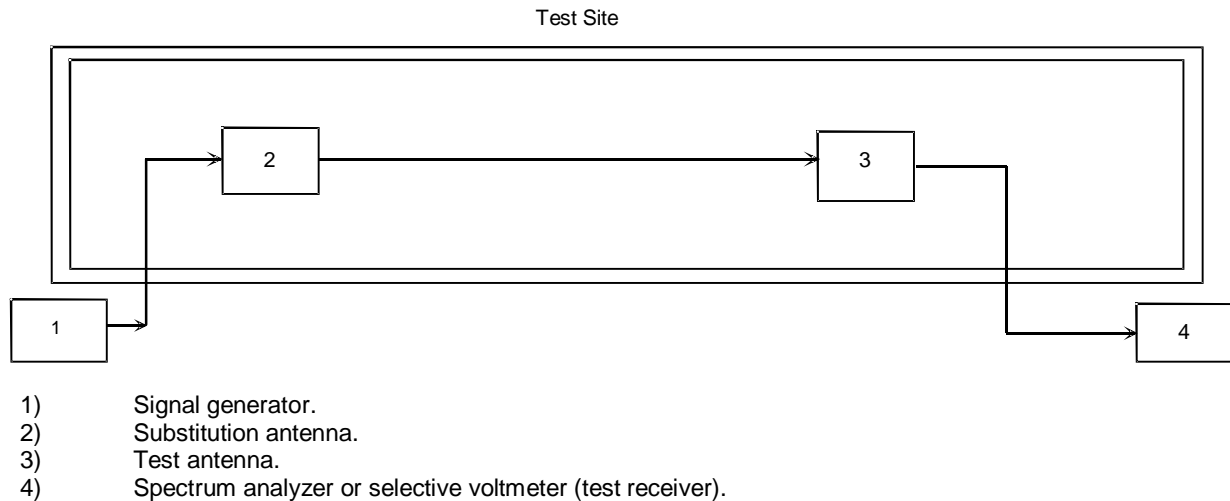 Test Site
2
3
1
4
1) Signal generator.
2) Substitution antenna.
3) Test antenna.
4) Spectrum analyzer or selective voltmeter (test receiver).